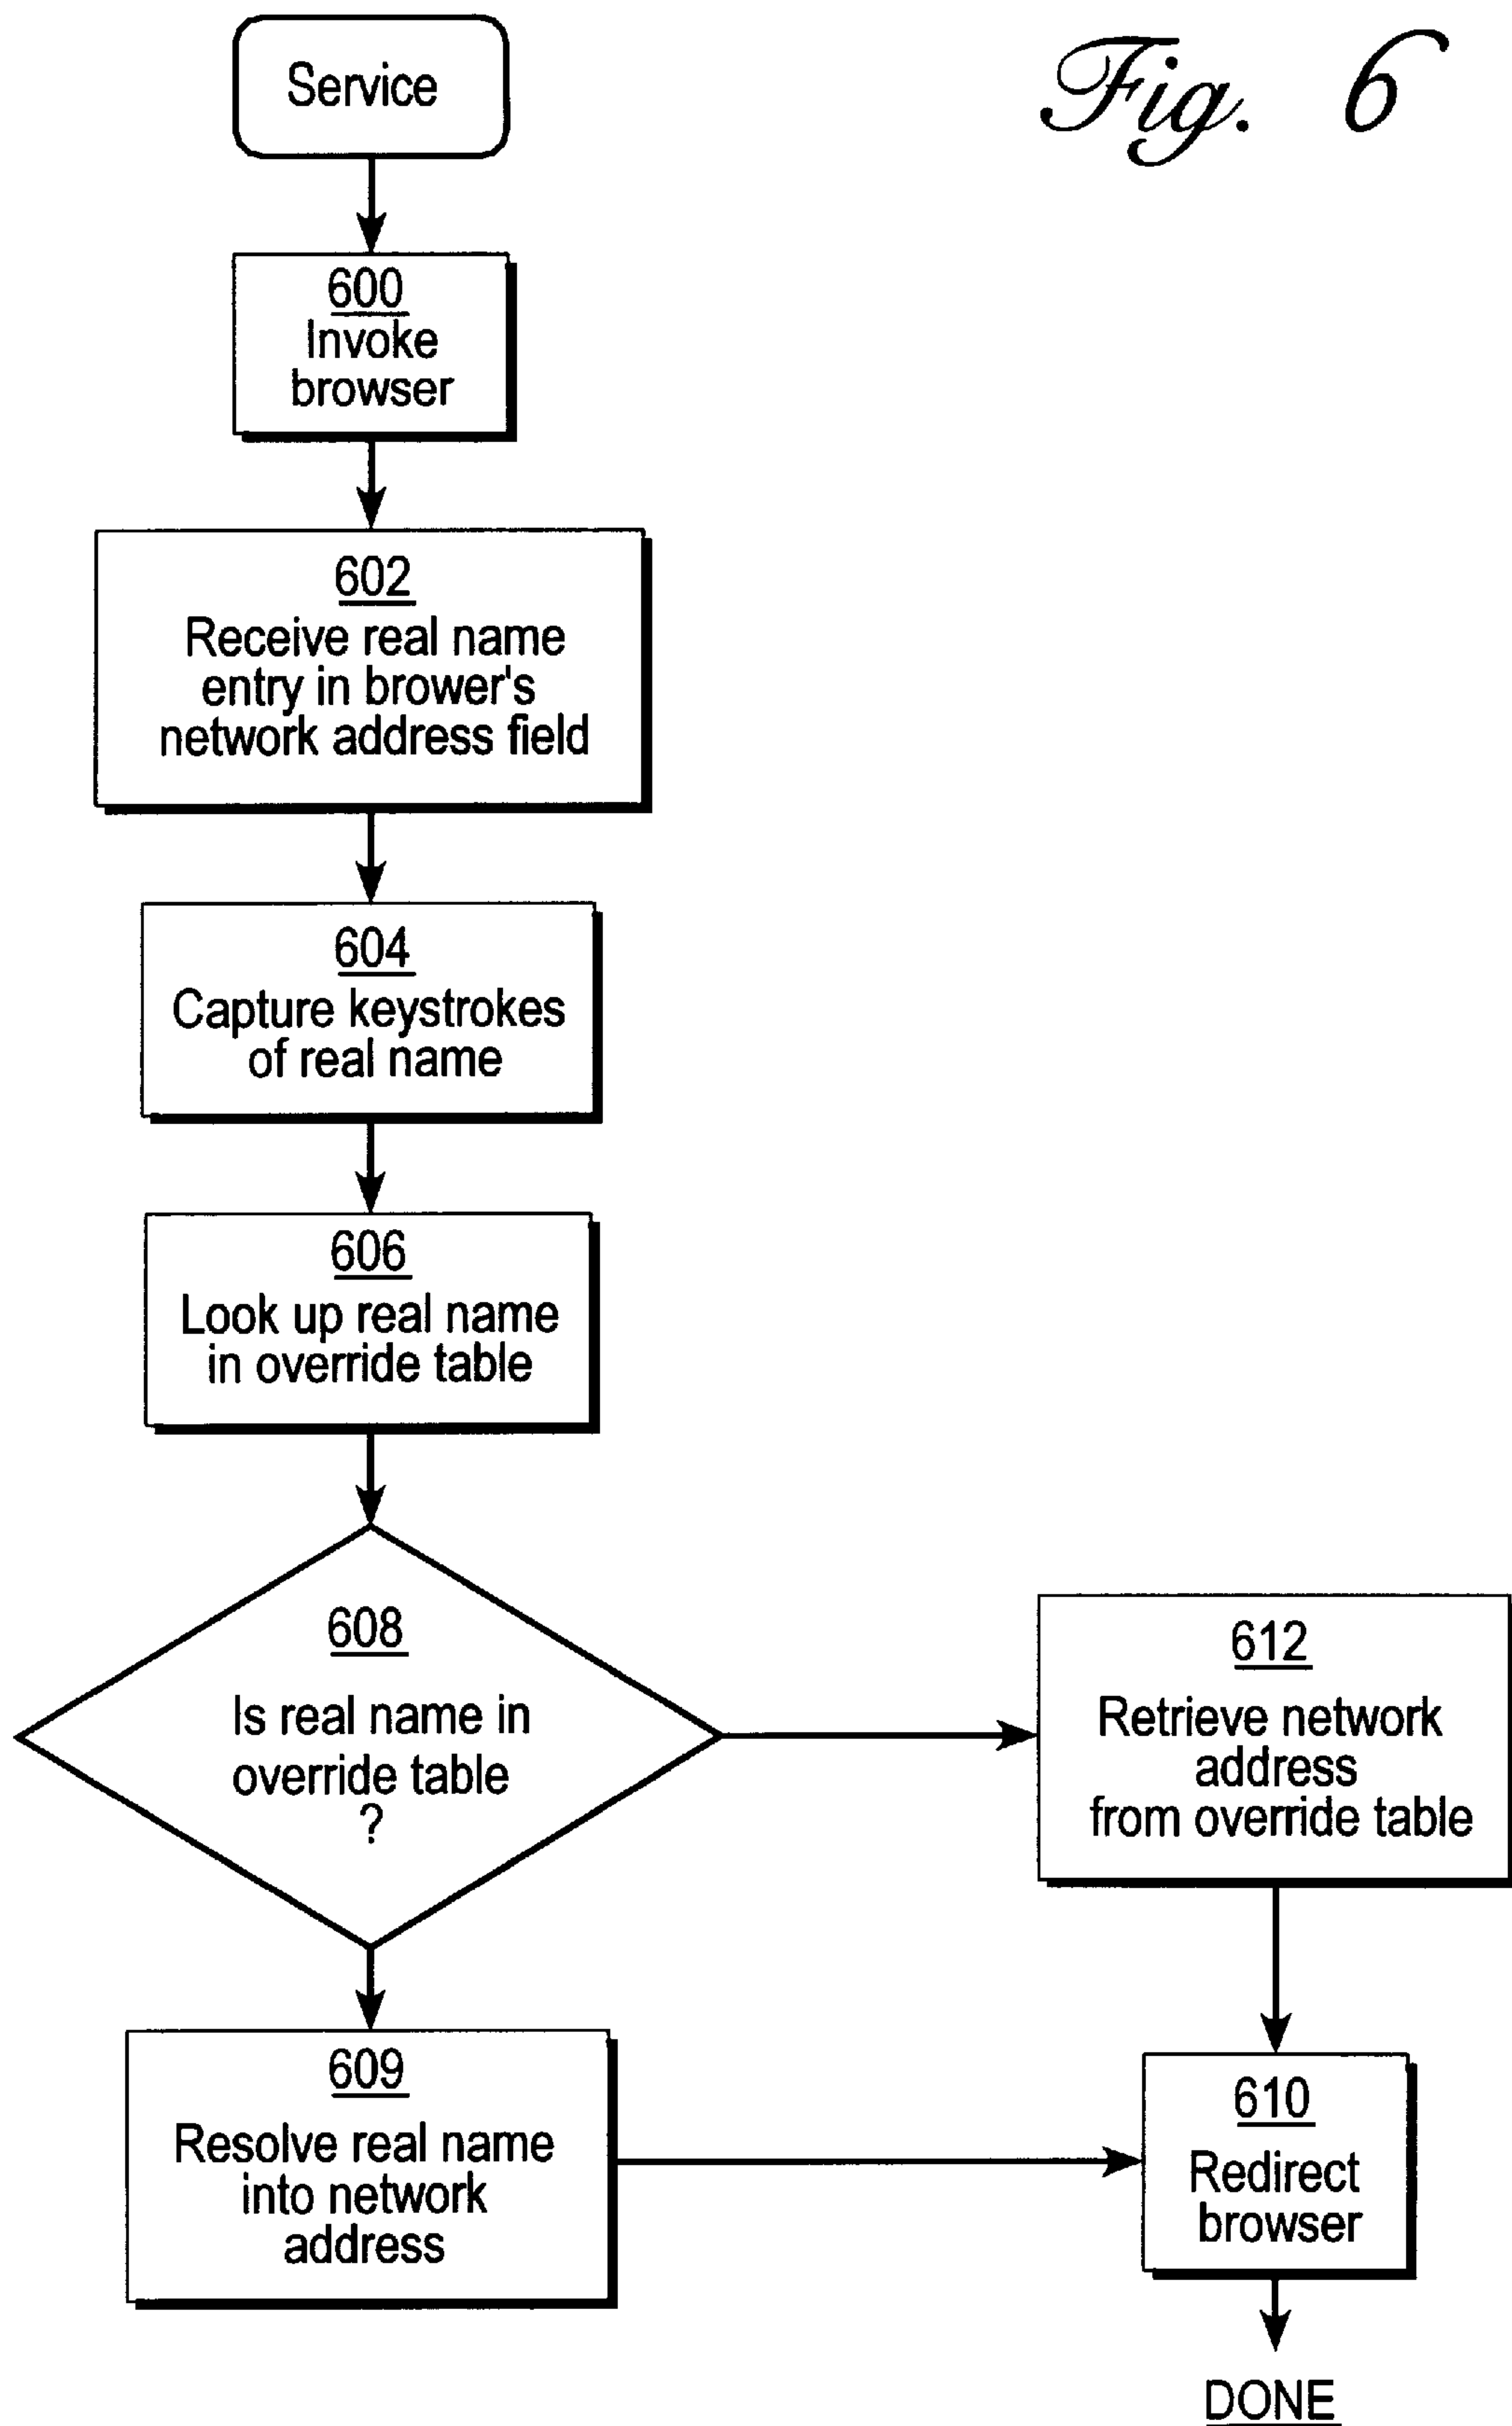 Fig. 6
Service
600
Invoke
browser
602
Receive real name
entry in brower's
network address field
604
Capture keystrokes
of real name
606
Look up real name
in override table
608
Is real name in
override table
?
612
Retrieve network
address
from override table
609
Resolve real name
into network
address
610
Redirect
browser
DONE